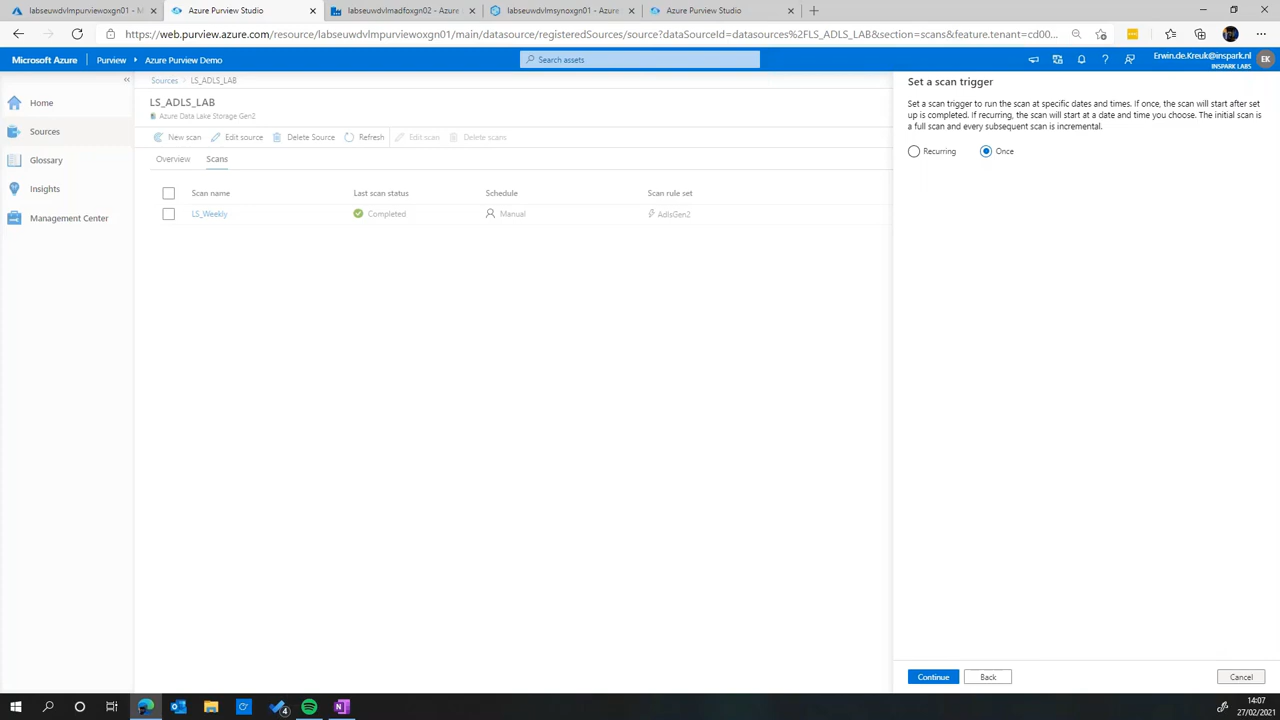 labseuwdvlmpurviewoxgn01 - M
Azure Purview Studio
labseuwdvlmadfoxgn02 - Azure
labseuwdvlmsynoxgn01 - Azure
Azure Purview Studio
https://web.purview.azure.com/resource/labseuwdvlmpurviewoxgn01/main/datasource/registeredSources/source?dataSourceId=datasources%2FLS_ADLS_LAB&section=scans&feature.tenant=cd00...
Microsoft Azure
Purview
Azure Purview Demo
Search assets
Erwin.de.Kreuk@inspark.nl
INSPARK LABS
EK
Home
Sources
Glossary
Insights
Management Center
Sources
LS_ADLS_LAB
LS_ADLS_LAB
Azure Data Lake Storage Gen2
New scan
Edit source
Delete Source
Refresh
Edit scan
Delete scans
Overview
Scans
Scan name
Last scan status
Schedule
Scan rule set
LS_Weekly
Completed
Manual
AdlsGen2
Set a scan trigger
Set a scan trigger to run the scan at specific dates and times. If once, the scan will start after set
up is completed. If recurring, the scan will start at a date and time you choose. The initial scan is
a full scan and every subsequent scan is incremental.
Recurring
Once
Continue
Back
Cancel
4
14:07
27/02/2021